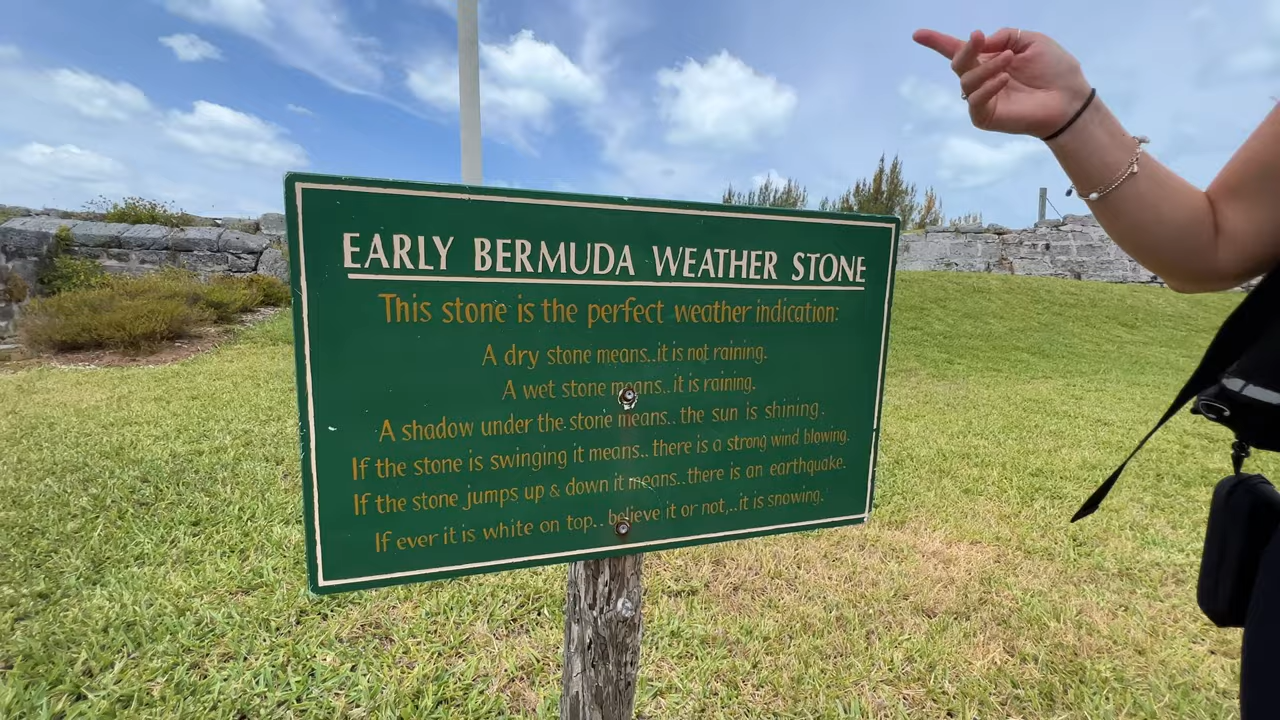 EARLY BERMUDA WEATHER STONE
This stone is the perfect weather indication:
A dry stone means..it is not raining.
A wet stone means..it is raining.
A shadow under the stone means..the sun is shining.
If the stone is swinging it means..there is a strong wind blowing.
If the stone jumps up & down it means..there is an earthquake.
If ever it is white on top..believe it or not,..it is snowing.